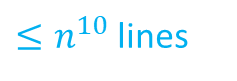 ≤ n¹⁰ lines